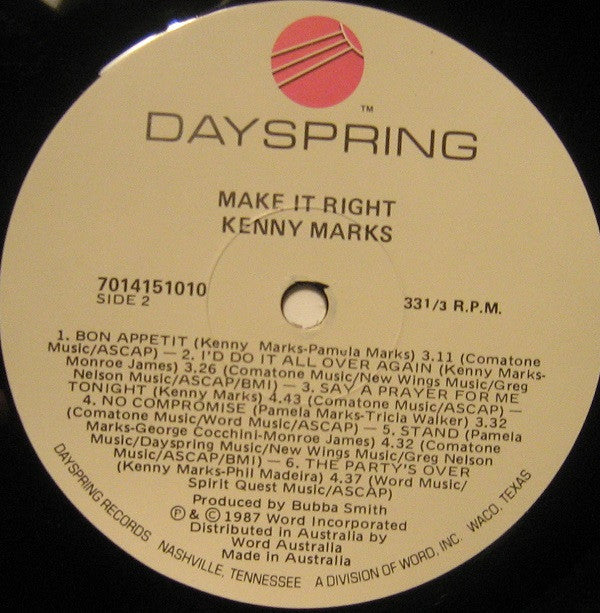 ™
DAYSPRING
MAKE IT RIGHT
KENNY MARKS
7014151010
SIDE 2
33 1/3 R.P.M.
1. BON APPETIT (Kenny Marks-Pamela Marks) 3.11 (Comatone
Music/ASCAP) — 2. I'D DO IT ALL OVER AGAIN (Kenny Marks-
Monroe James) 3.26 (Comatone Music/New Wings Music/Greg
Nelson Music/ASCAP/BMI) — 3. SAY A PRAYER FOR ME
TONIGHT (Kenny Marks) 4.43 (Comatone Music/ASCAP) —
4. NO COMPROMISE (Pamela Marks-Tricia Walker) 3.32
(Comatone Music/Word Music/ASCAP) — 5. STAND (Pamela
Marks-George Cocchini-Monroe James) 4.32 (Comatone
Music/Dayspring Music/New Wings Music/Greg Nelson
Music/ASCAP/BMI) — 6. THE PARTY'S OVER
(Kenny Marks-Phil Madeira) 4.37 (Word Music/
Spirit Quest Music/ASCAP)
Produced by Bubba Smith
℗ & © 1987 Word Incorporated
Distributed in Australia by
Word Australia
Made in Australia
DAYSPRING RECORDS NASHVILLE, TENNESSEE A DIVISION OF WORD, INC. WACO, TEXAS